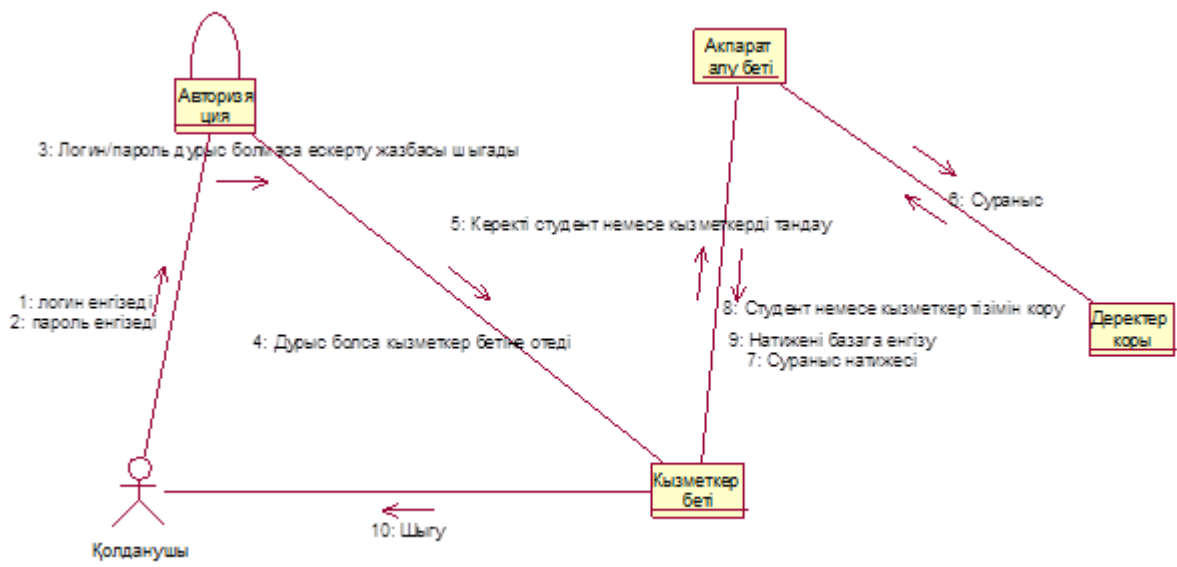 Акпарат
алу беті
Авторизя
ция
3: Логин/пароль дурыс болмаса ескерту жазбасы шыгады
6: Сураныс
5: Керекті студент немесе кызметкерді тандау
1: логин енгізеді
2: пароль енгізеді
8: Студент немесе кызметкер тізімін кору
Деректер
коры
4: Дурыс болса кызметкер бетіне отеді
9: Натижені базага енгізу
7: Сураныс натижесі
Кызметкер
беті
10: Шыгу
Қолданушы